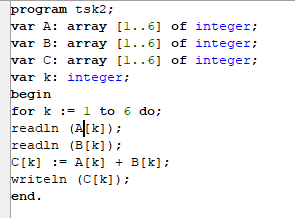 program tsk2;
var A: array [1..6] of integer;
var B: array [1..6] of integer;
var C: array [1..6] of integer;
var k: integer;
begin
for k := 1 to 6 do;
readln (A[k]);
readln (B[k]);
C[k] := A[k] + B[k];
writeln (C[k]);
end.